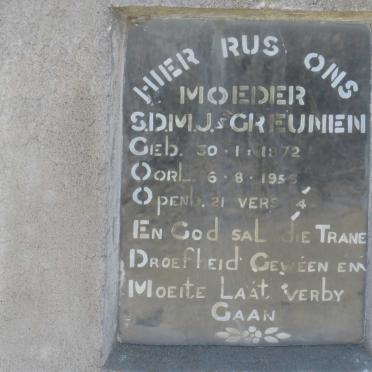 HIER RUS ONS
MOEDER
S.D.M.J.S GREUNEN
Geb. 30·1·1872
Oorl. 6·8·1956
Openb. 21 vers 4
En God sal die Trane
Droefheid Geween en
Moeite Laat verby
Gaan